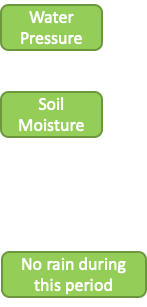 Water
Pressure
Soil
Moisture
No rain during
this period